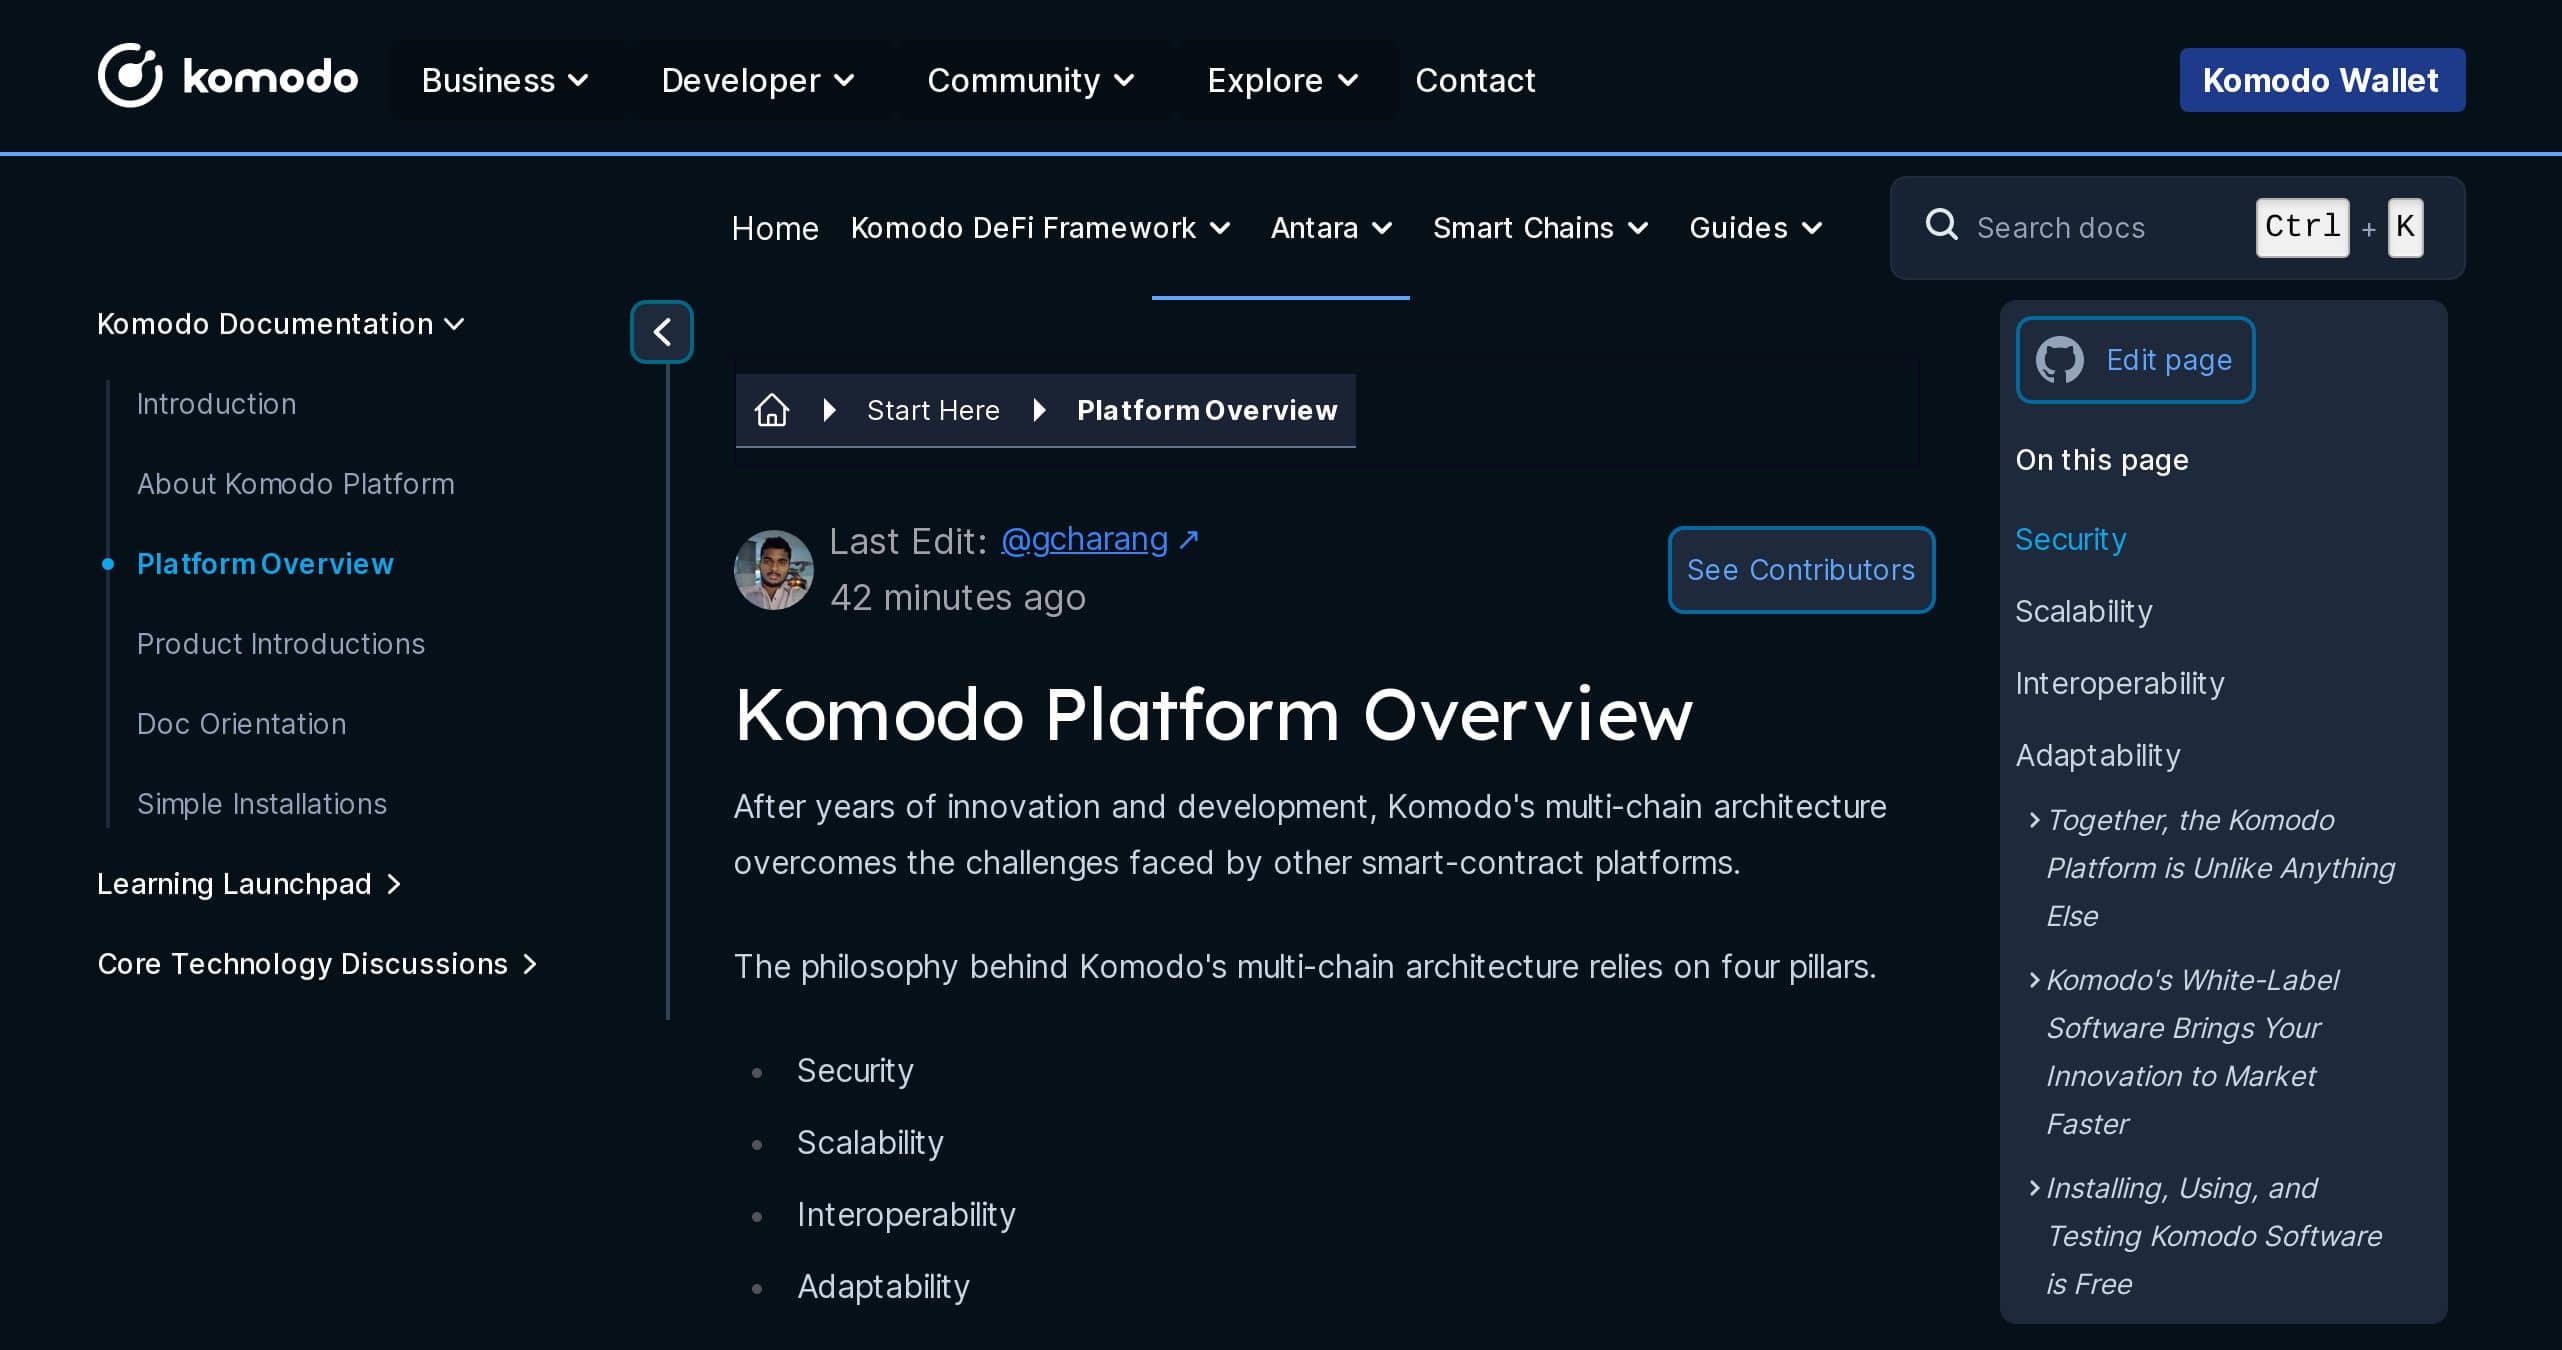 komodo
Business
Developer
Community
Explore
Contact
Komodo Wallet
Home
Komodo DeFi Framework
Antara
Smart Chains
Guides
Search docs
Ctrl + K
Komodo Documentation
Introduction
About Komodo Platform
Platform Overview
Product Introductions
Doc Orientation
Simple Installations
Learning Launchpad
Core Technology Discussions
Start Here
Platform Overview
Last Edit: @gcharang ↗
42 minutes ago
See Contributors
Komodo Platform Overview
After years of innovation and development, Komodo's multi-chain architecture
overcomes the challenges faced by other smart-contract platforms.
The philosophy behind Komodo's multi-chain architecture relies on four pillars.
Security
Scalability
Interoperability
Adaptability
Edit page
On this page
Security
Scalability
Interoperability
Adaptability
Together, the Komodo
Platform is Unlike Anything
Else
Komodo's White-Label
Software Brings Your
Innovation to Market
Faster
Installing, Using, and
Testing Komodo Software
is Free